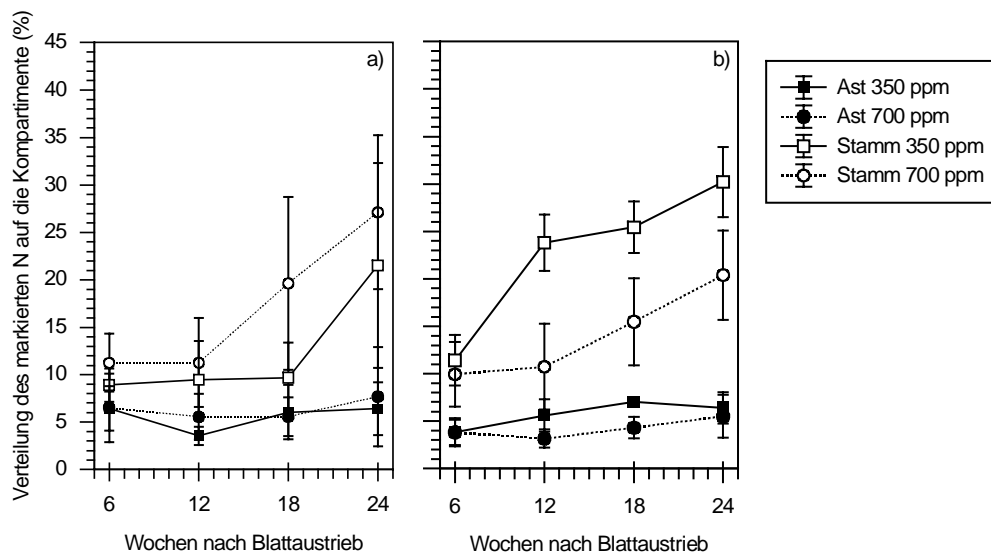 Verteilung des markierten N auf die Kompartimente (%)
45
40
35
30
25
20
15
10
5
0
a)
6
12
18
24
Wochen nach Blattaustrieb
b)
6
12
18
24
Wochen nach Blattaustrieb
Ast 350 ppm
Ast 700 ppm
Stamm 350 ppm
Stamm 700 ppm